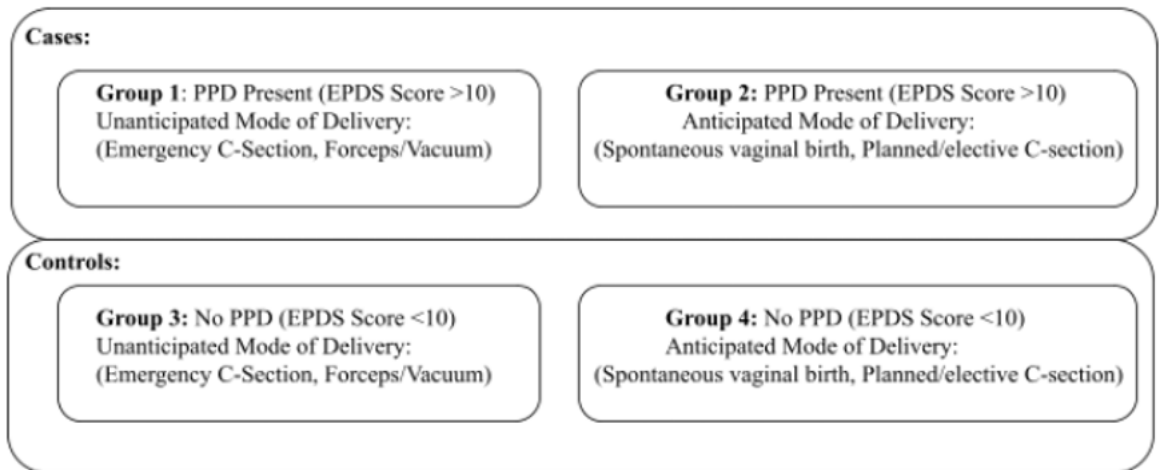 Cases:
Group 1: PPD Present (EPDS Score >10)
Unanticipated Mode of Delivery:
(Emergency C-Section, Forceps/Vacuum)
Group 2: PPD Present (EPDS Score >10)
Anticipated Mode of Delivery:
(Spontaneous vaginal birth, Planned/elective C-section)
Controls:
Group 3: No PPD (EPDS Score <10)
Unanticipated Mode of Delivery:
(Emergency C-Section, Forceps/Vacuum)
Group 4: No PPD (EPDS Score <10)
Anticipated Mode of Delivery:
(Spontaneous vaginal birth, Planned/elective C-section)